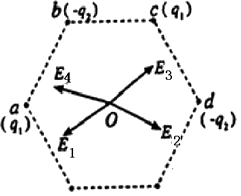 b(-q₂) c(q₁)
E₄ E₃
a
(q₁)
O
d
(-q₂)
E₁ E₂